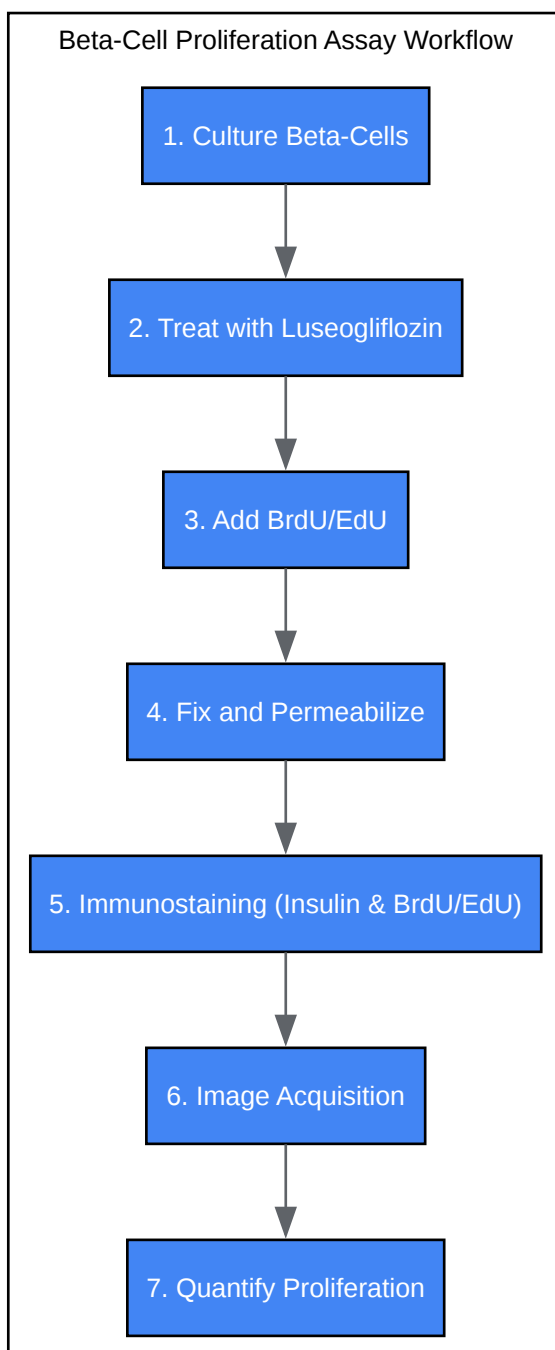 Beta-Cell Proliferation Assay Workflow
1. Culture Beta-Cells
2. Treat with Luseogliflozin
3. Add BrdU/EdU
4. Fix and Permeabilize
5. Immunostaining (Insulin & BrdU/EdU)
6. Image Acquisition
7. Quantify Proliferation